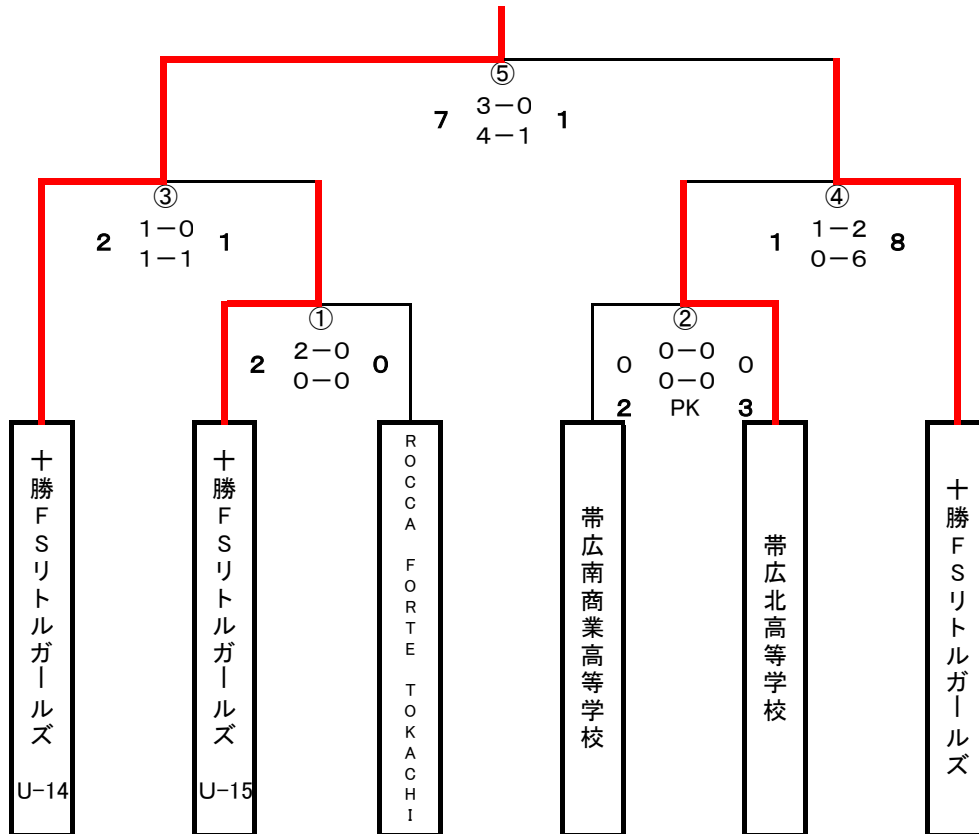 ⑤
7 3-0 1
4-1
③
2 1-0 1
1-1
④
1 1-2 8
0-6
①
2 2-0 0
0-0
②
0 0-0 0
0-0
2 PK 3
十勝FSリトルガールズ U-14
十勝FSリトルガールズ U-15
ROCCA FORTE TOKACHI
帯広南商業高等学校
帯広北高等学校
十勝FSリトルガールズ